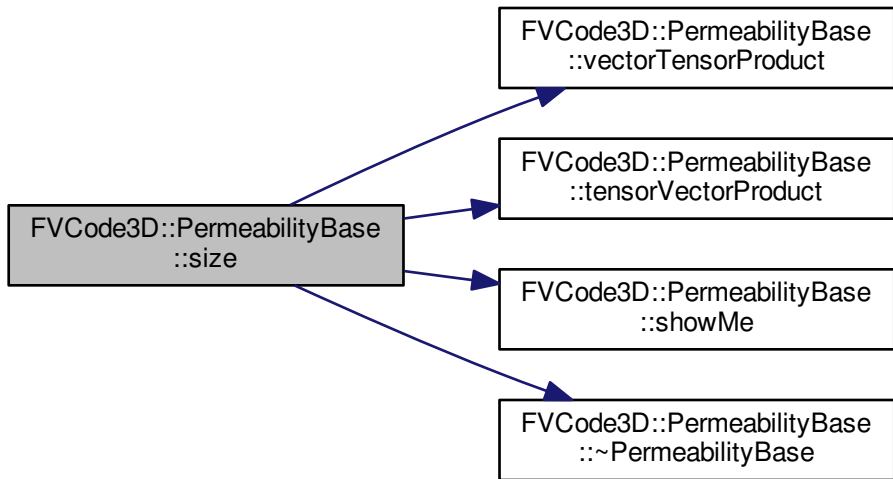 FVCode3D::PermeabilityBase
::vectorTensorProduct
FVCode3D::PermeabilityBase
::tensorVectorProduct
FVCode3D::PermeabilityBase
::size
FVCode3D::PermeabilityBase
::showMe
FVCode3D::PermeabilityBase
::~PermeabilityBase